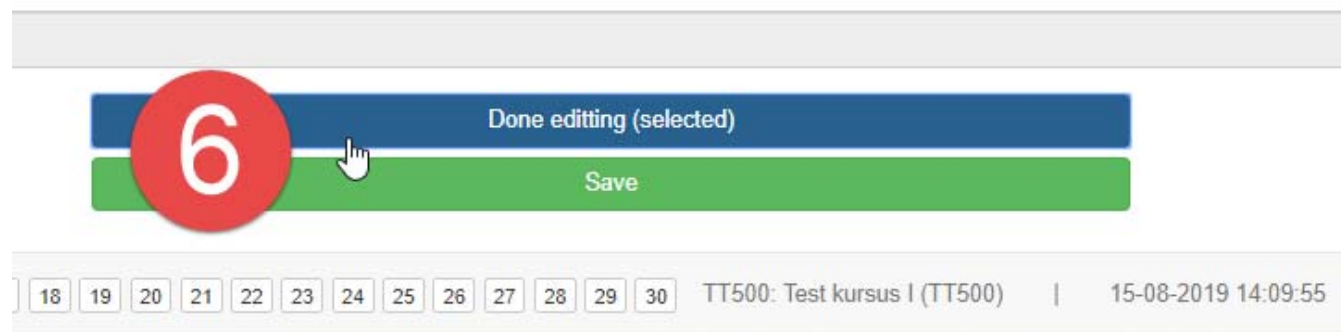 6
Done editting (selected)
Save
18 19 20 21 22 23 24 25 26 27 28 29 30 TT500: Test kursus I (TT500) | 15-08-2019 14:09:55